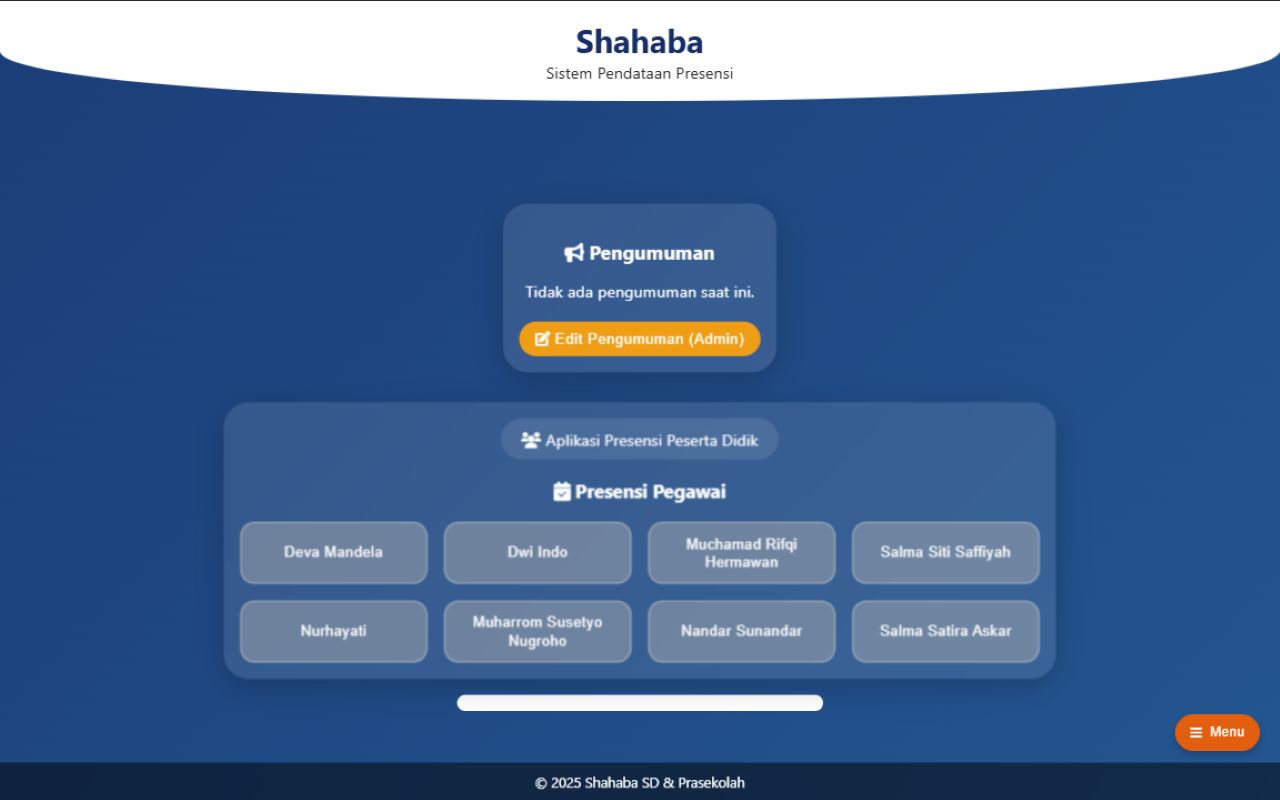 Shahaba
Sistem Pendataan Presensi
Pengumuman
Tidak ada pengumuman saat ini.
Edit Pengumuman (Admin)
Aplikasi Presensi Peserta Didik
Presensi Pegawai
Deva Mandela
Dwi Indo
Muchamad Rifqi
Hermawan
Salma Siti Saffiyah
Nurhayati
Muharrom Susetyo
Nugroho
Nandar Sunandar
Salma Satira Askar
Menu
© 2025 Shahaba SD & Prasekolah